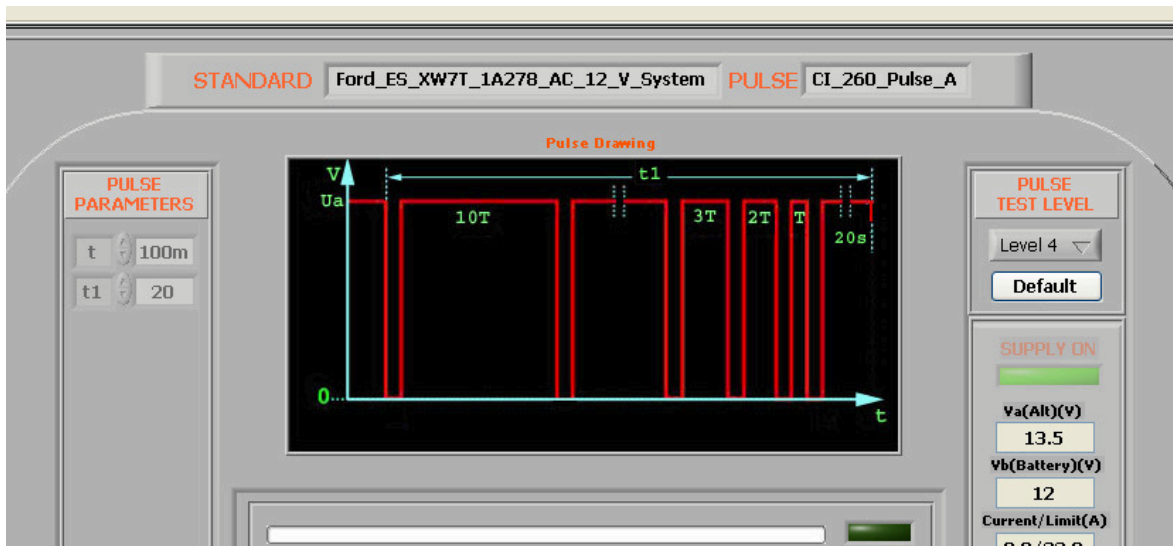 STANDARD Ford_ES_XW7T_1A278_AC_12_V_System PULSE CI_260_Pulse_A
Pulse Drawing
PULSE
PARAMETERS
t 100m
t1 20
V
t1
Ua
10T 3T 2T T
20s
0...
t
PULSE
TEST LEVEL
Level 4
Default
SUPPLY ON
Va(Alt)(V)
13.5
Vb(Battery)(V)
12
Current/Limit(A)